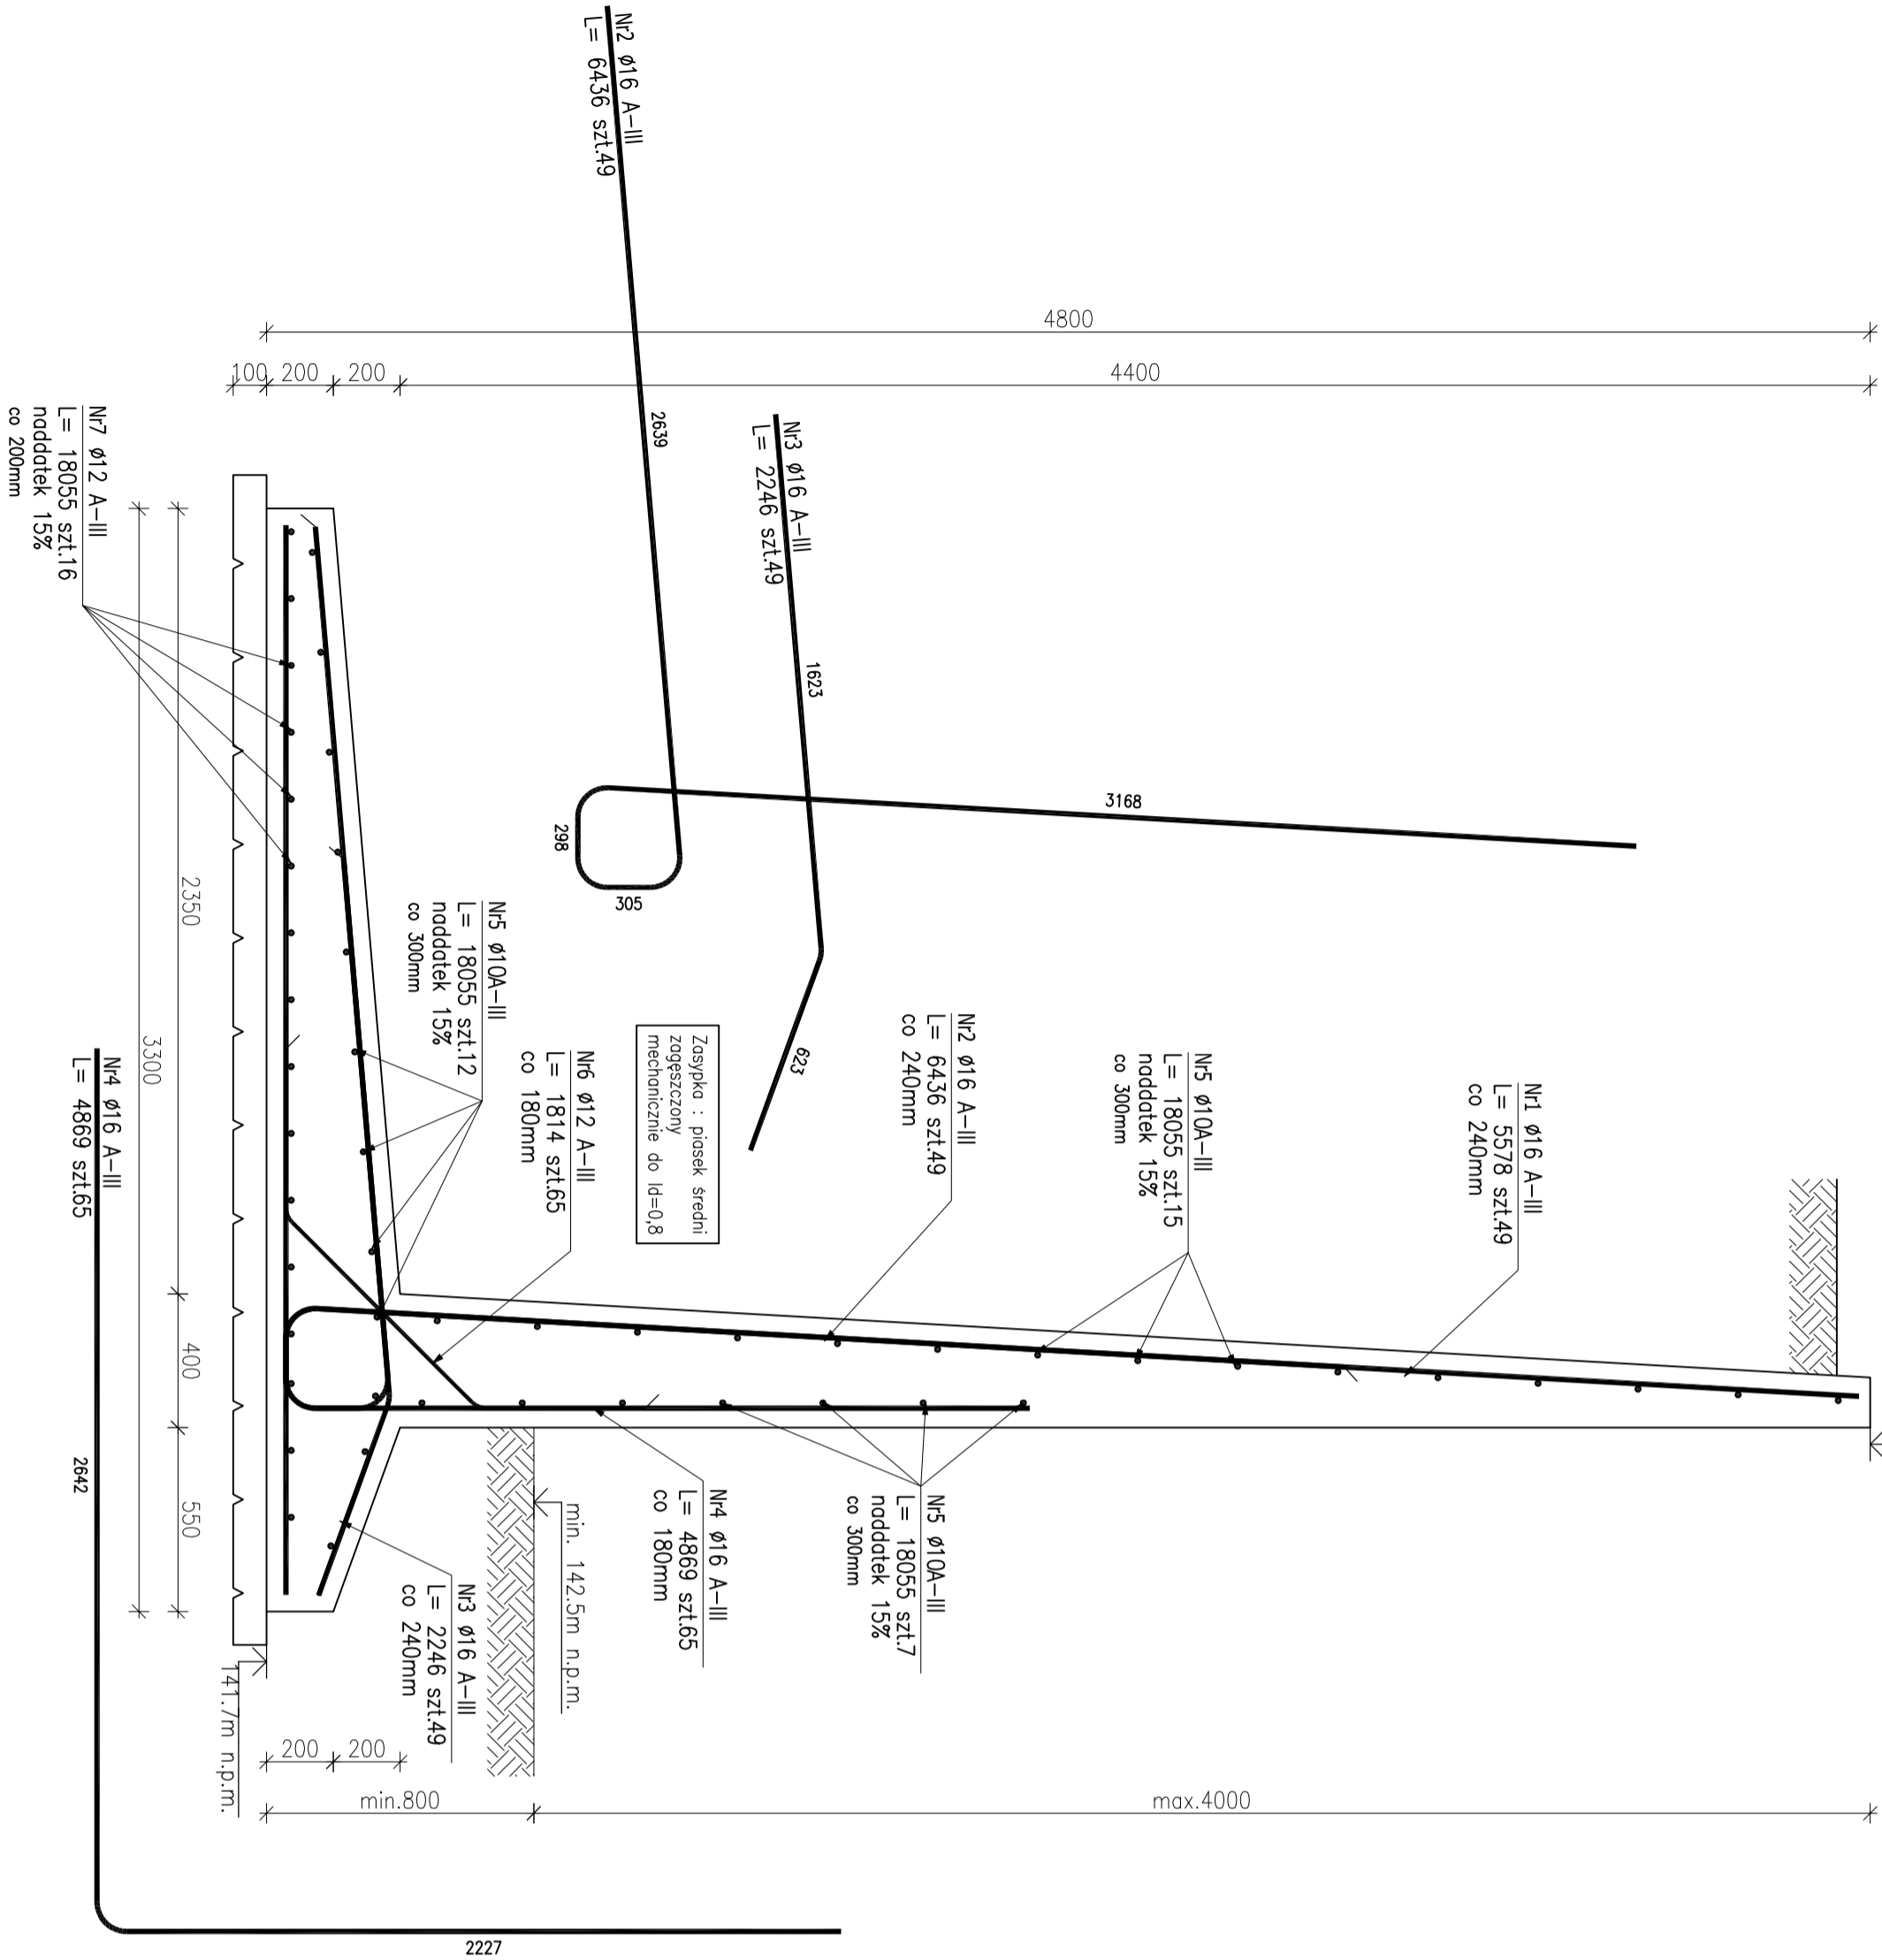 Nr1 ø16 A-III
L= 5578 szt.49
co 240mm
Nr5 ø10A-III
L= 18055 szt.15
naddatek 15%
co 300mm
Nr2 ø16 A-III
L= 6436 szt.49
co 240mm
Zasypka : piasek średni
zagęszczony
mechanicznie do Id=0,8
Nr6 ø12 A-III
L= 1814 szt.65
co 180mm
Nr5 ø10A-III
L= 18055 szt.12
naddatek 15%
co 300mm
Nr5 ø10A-III
L= 18055 szt.7
naddatek 15%
co 300mm
Nr4 ø16 A-III
L= 4869 szt.65
co 180mm
min. 142.5m n.p.m.
Nr3 ø16 A-III
L= 2246 szt.49
co 240mm
141.7m n.p.m.
Nr7 ø12 A-III
L= 18055 szt.16
naddatek 15%
co 200mm
Nr2 ø16 A-III
L= 6436 szt.49
2639
298
305
3168
Nr3 ø16 A-III
L= 2246 szt.49
1623
623
Nr4 ø16 A-III
L= 4869 szt.65
2642
2227
4800
100
200
200
4400
2350
400
550
3300
200
200
min.800
max.4000